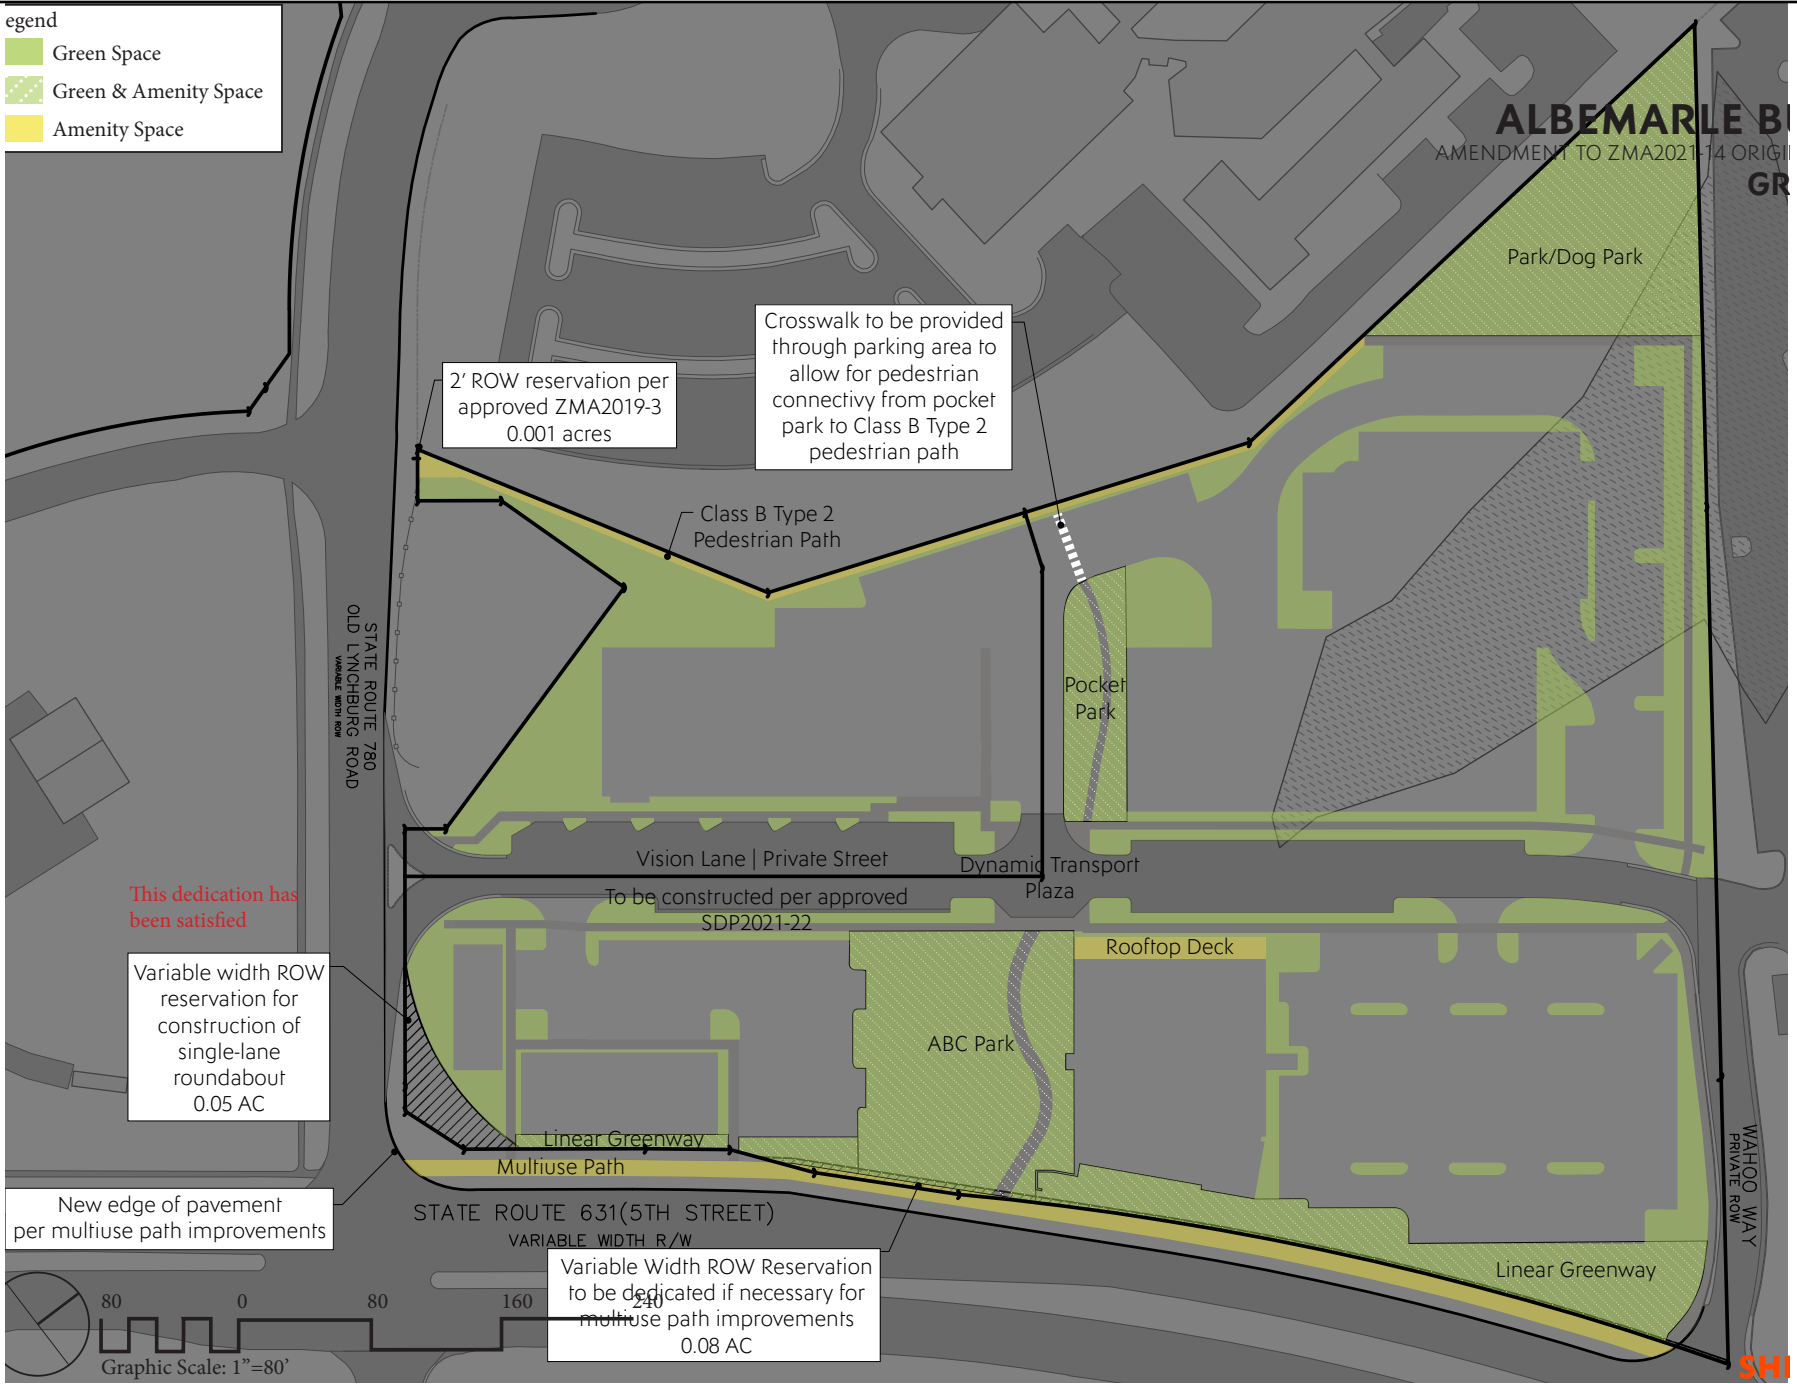 egend
Green Space
Green & Amenity Space
Amenity Space
ALBEMARLE BU
AMENDMENT TO ZMA2021-14 ORIGI
GR
Park/Dog Park
Crosswalk to be provided
through parking area to
allow for pedestrian
connectivy from pocket
park to Class B Type 2
pedestrian path
2' ROW reservation per
approved ZMA2019-3
0.001 acres
Class B Type 2
Pedestrian Path
STATE ROUTE 780
OLD LYNCHBURG ROAD
VARIABLE WIDTH ROW
Pocket
Park
Vision Lane | Private Street
Dynamic Transport
Plaza
To be constructed per approved
SDP2021-22
This dedication has
been satisfied
Rooftop Deck
Variable width ROW
reservation for
construction of
single-lane
roundabout
0.05 AC
ABC Park
Linear Greenway
Multiuse Path
WAHOO WAY
PRIVATE ROW
New edge of pavement
per multiuse path improvements
STATE ROUTE 631(5TH STREET)
VARIABLE WIDTH R/W
Variable Width ROW Reservation
to be dedicated if necessary for
multiuse path improvements
0.08 AC
Linear Greenway
80 0 80 160 240
Graphic Scale: 1"=80'
SHE